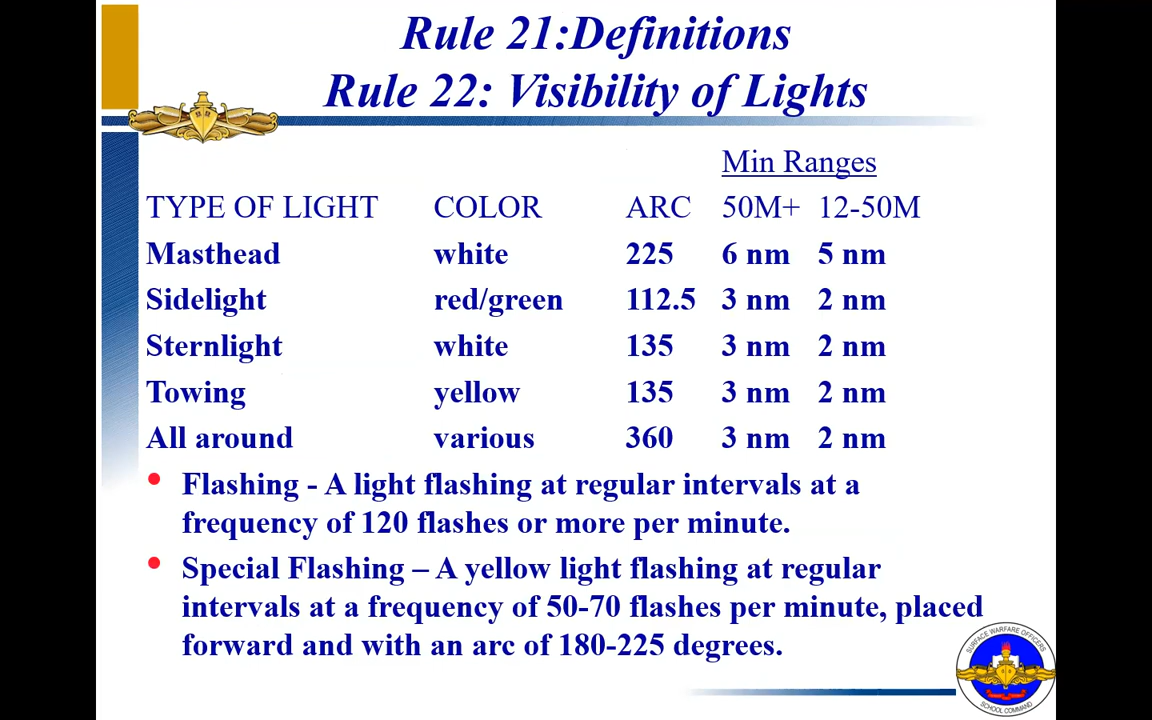 Rule 21:Definitions
Rule 22: Visibility of Lights
Min Ranges
TYPE OF LIGHT COLOR ARC 50M+ 12-50M
Masthead white 225 6 nm 5 nm
Sidelight red/green 112.5 3 nm 2 nm
Sternlight white 135 3 nm 2 nm
Towing yellow 135 3 nm 2 nm
All around various 360 3 nm 2 nm
• Flashing - A light flashing at regular intervals at a
frequency of 120 flashes or more per minute.
• Special Flashing – A yellow light flashing at regular
intervals at a frequency of 50-70 flashes per minute, placed
forward and with an arc of 180-225 degrees.
SURFACE WARFARE OFFICERS
SCHOOL COMMAND